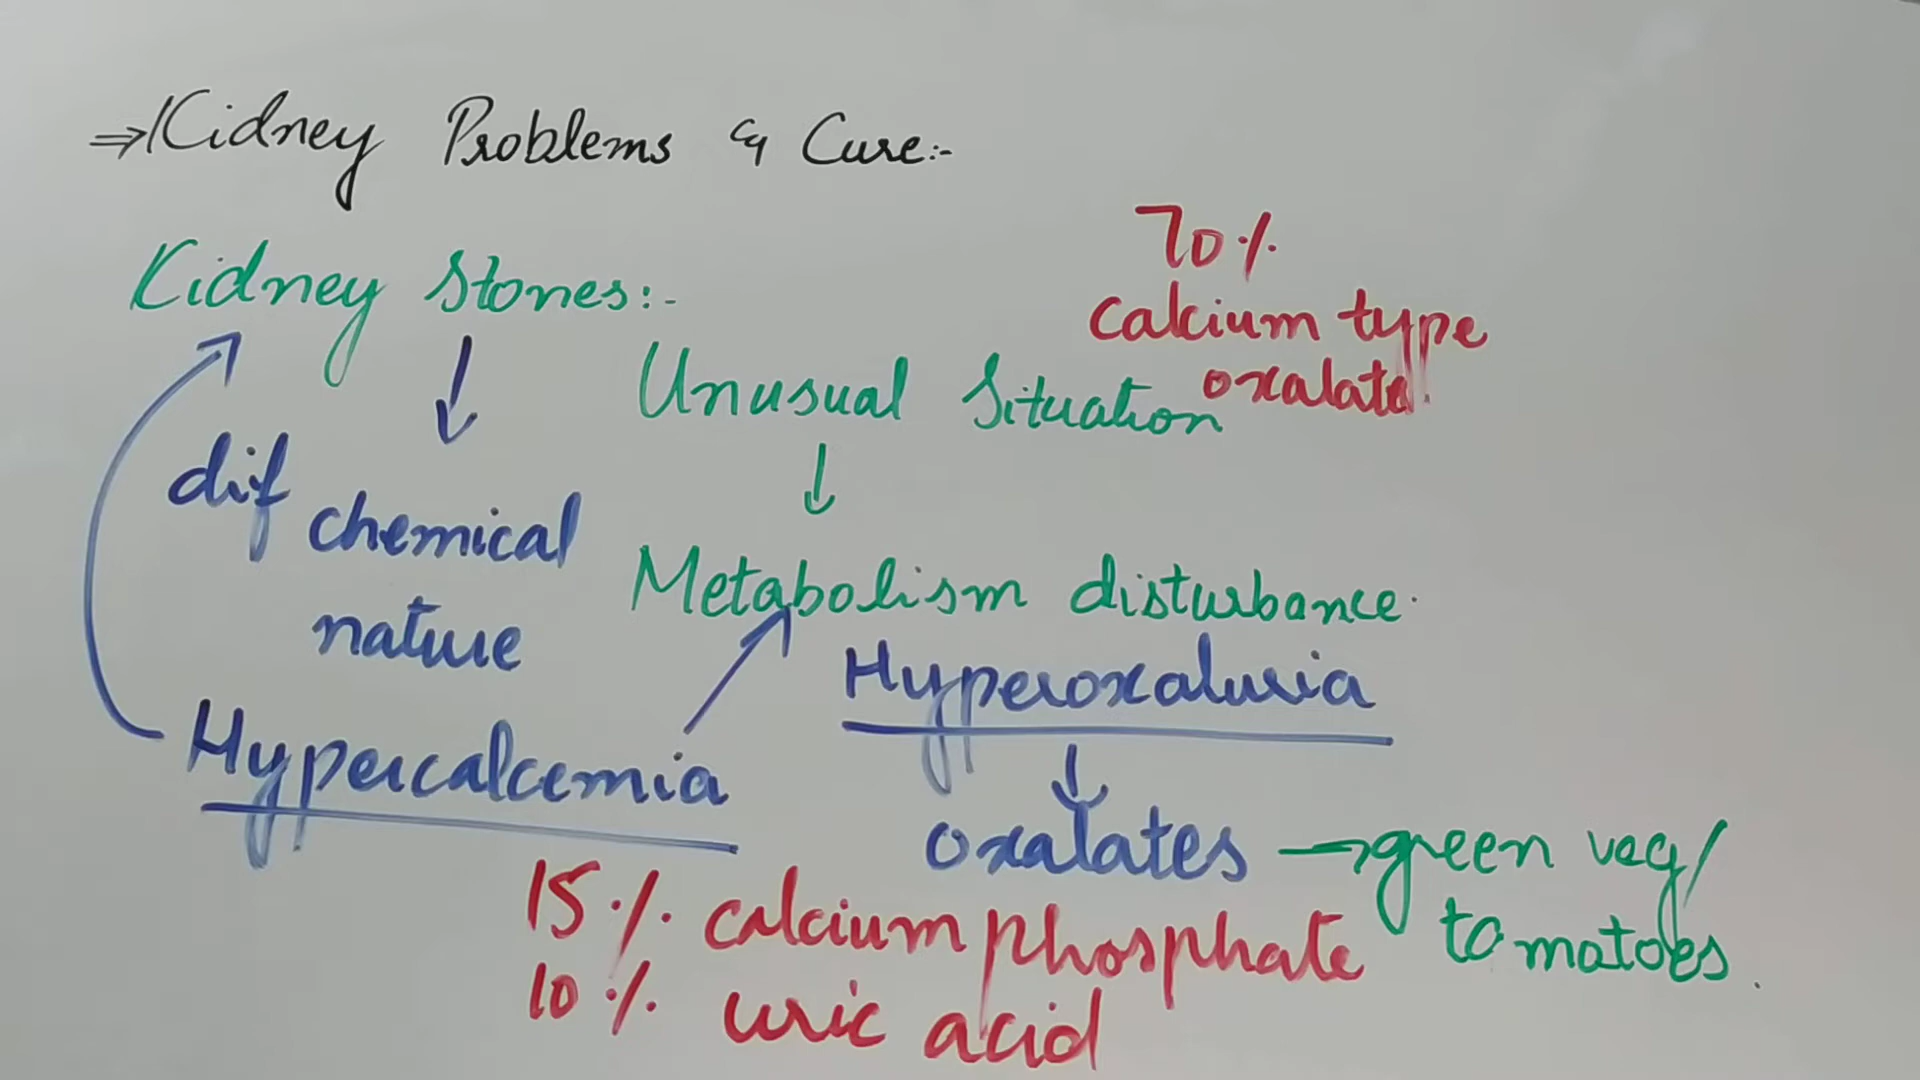 ⇒ Kidney Problems & Cure:-
Kidney Stones:-
70%
calcium type
oxalate
Unusual Situation
dif chemical
nature
Metabolism disturbance.
Hyperoxaluria
Hypercalcemia
oxalates → green veg/
tomatoes.
15% calcium phosphate
10% uric acid